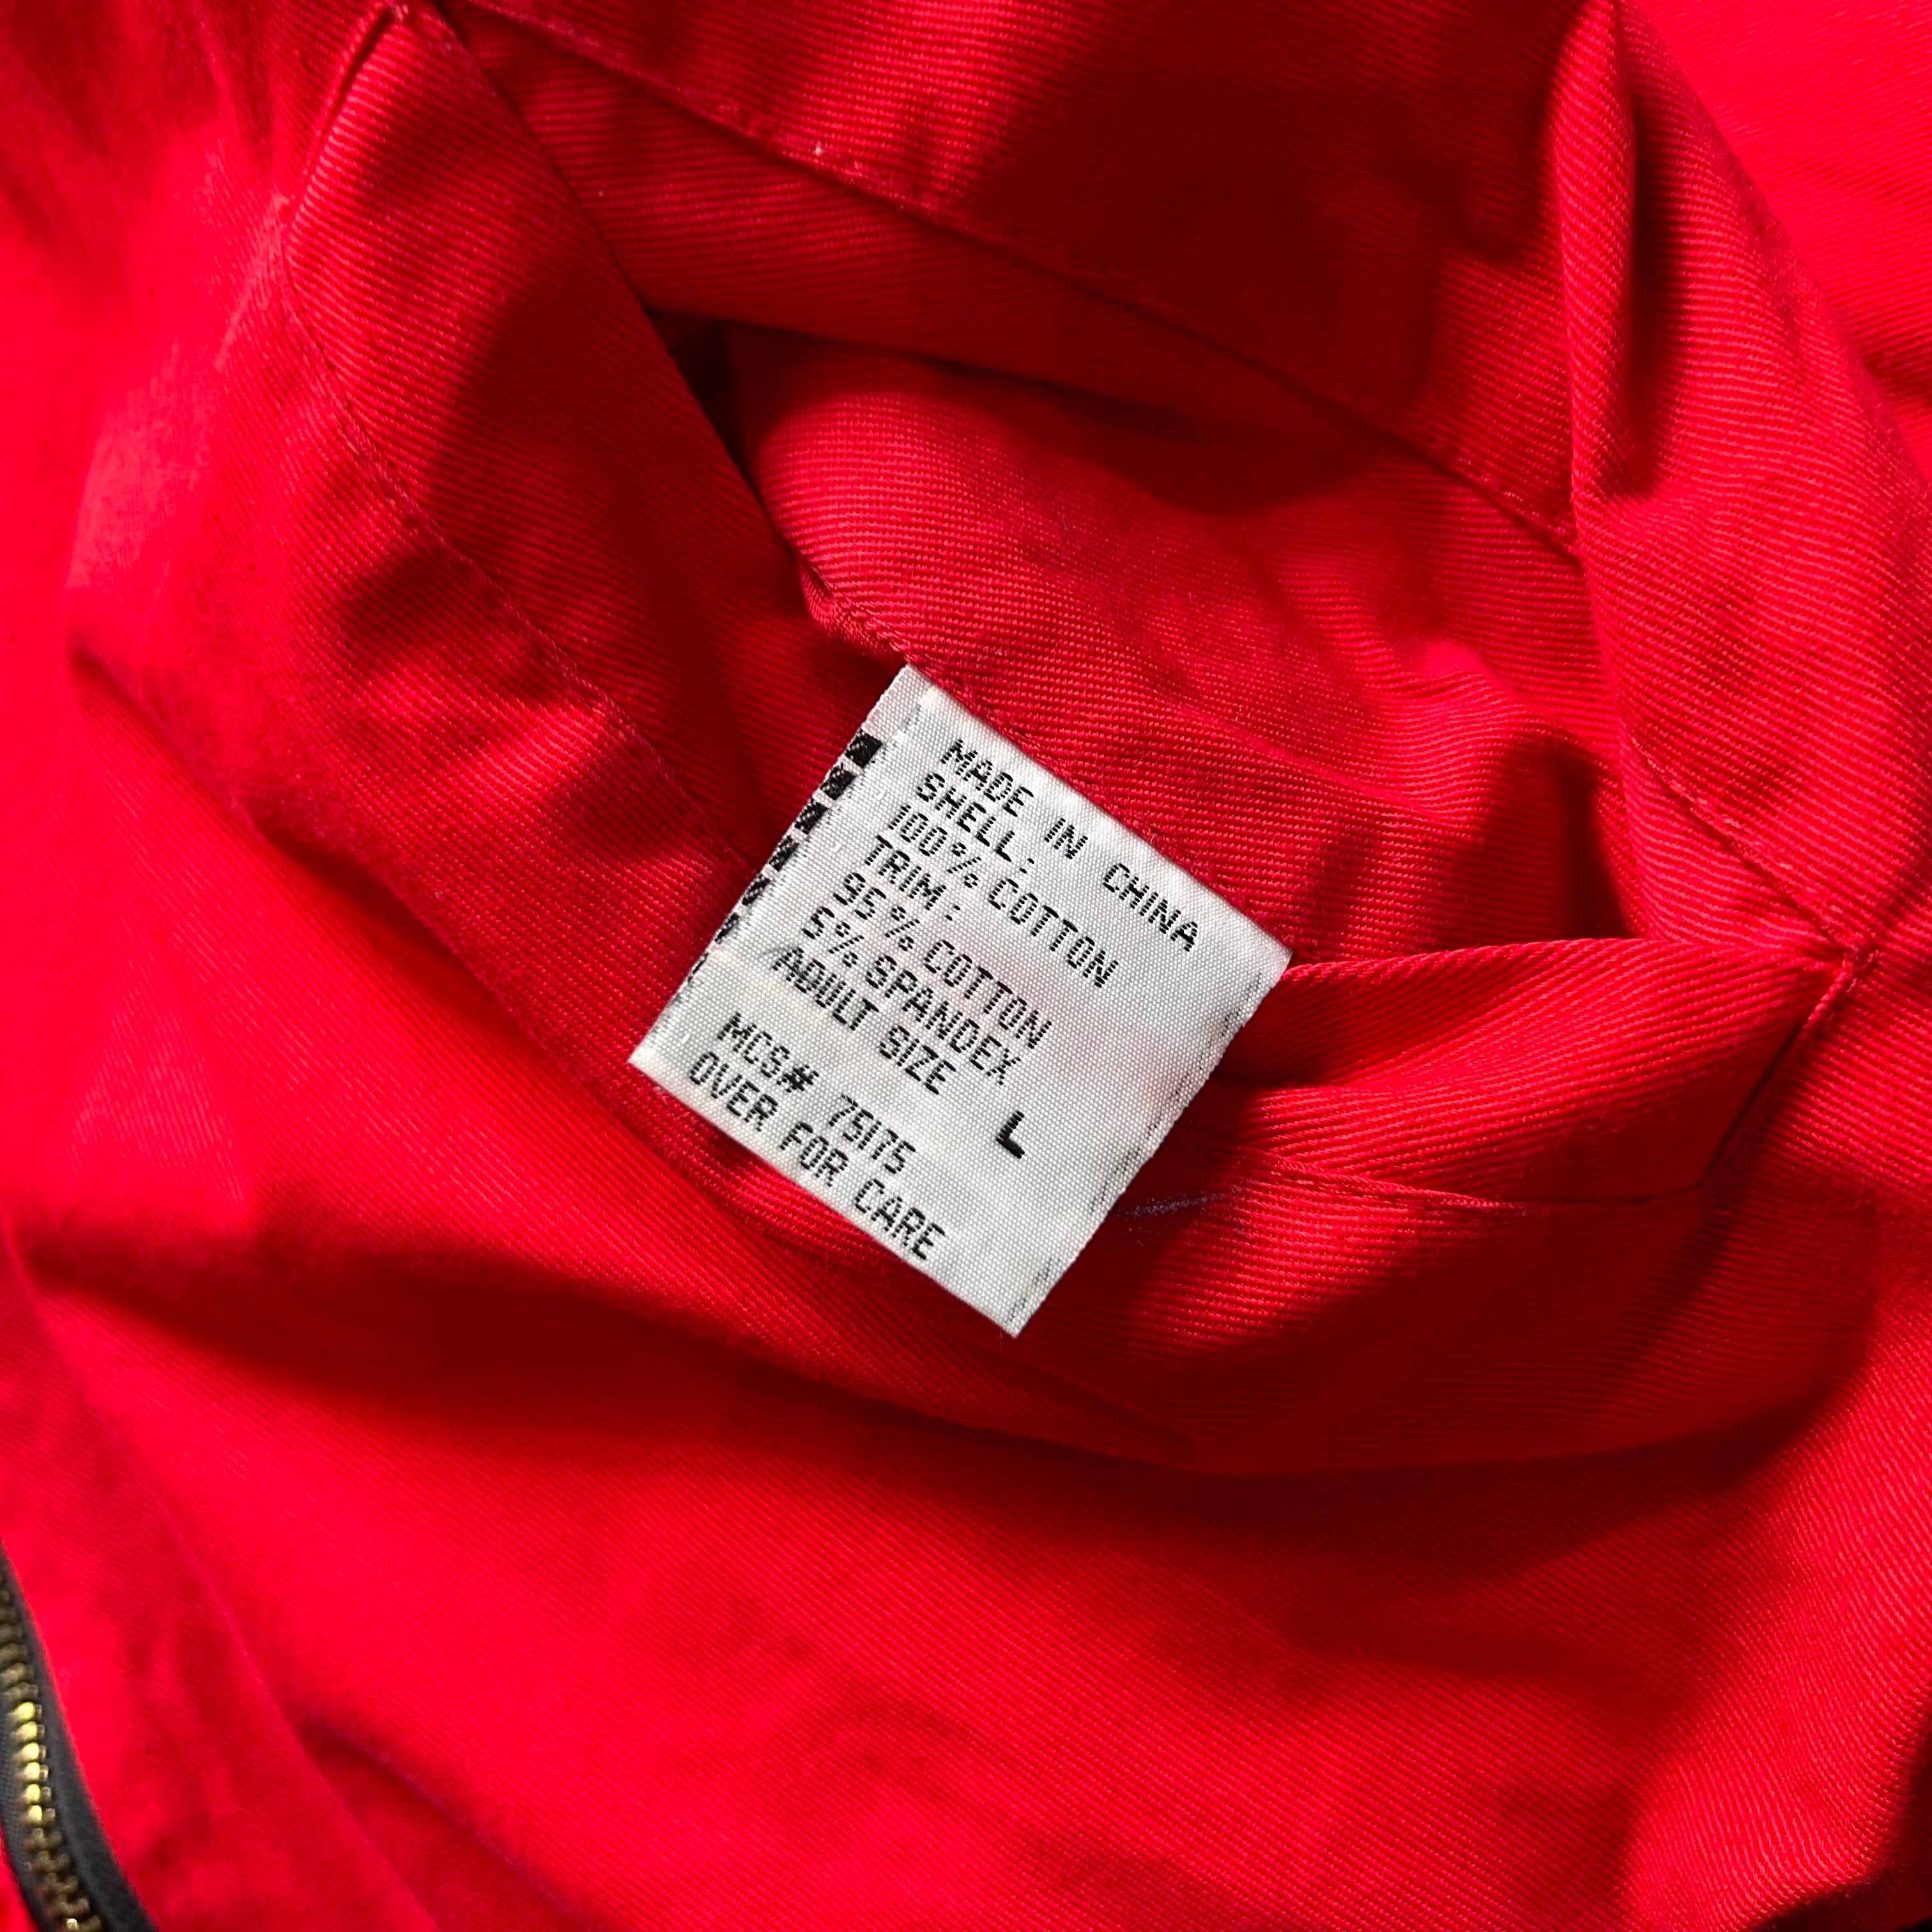 MADE IN CHINA
SHELL:
100% COTTON
TRIM:
95% COTTON
5% SPANDEX
ADULT SIZE
L
MCS# 75175
OVER FOR CARE